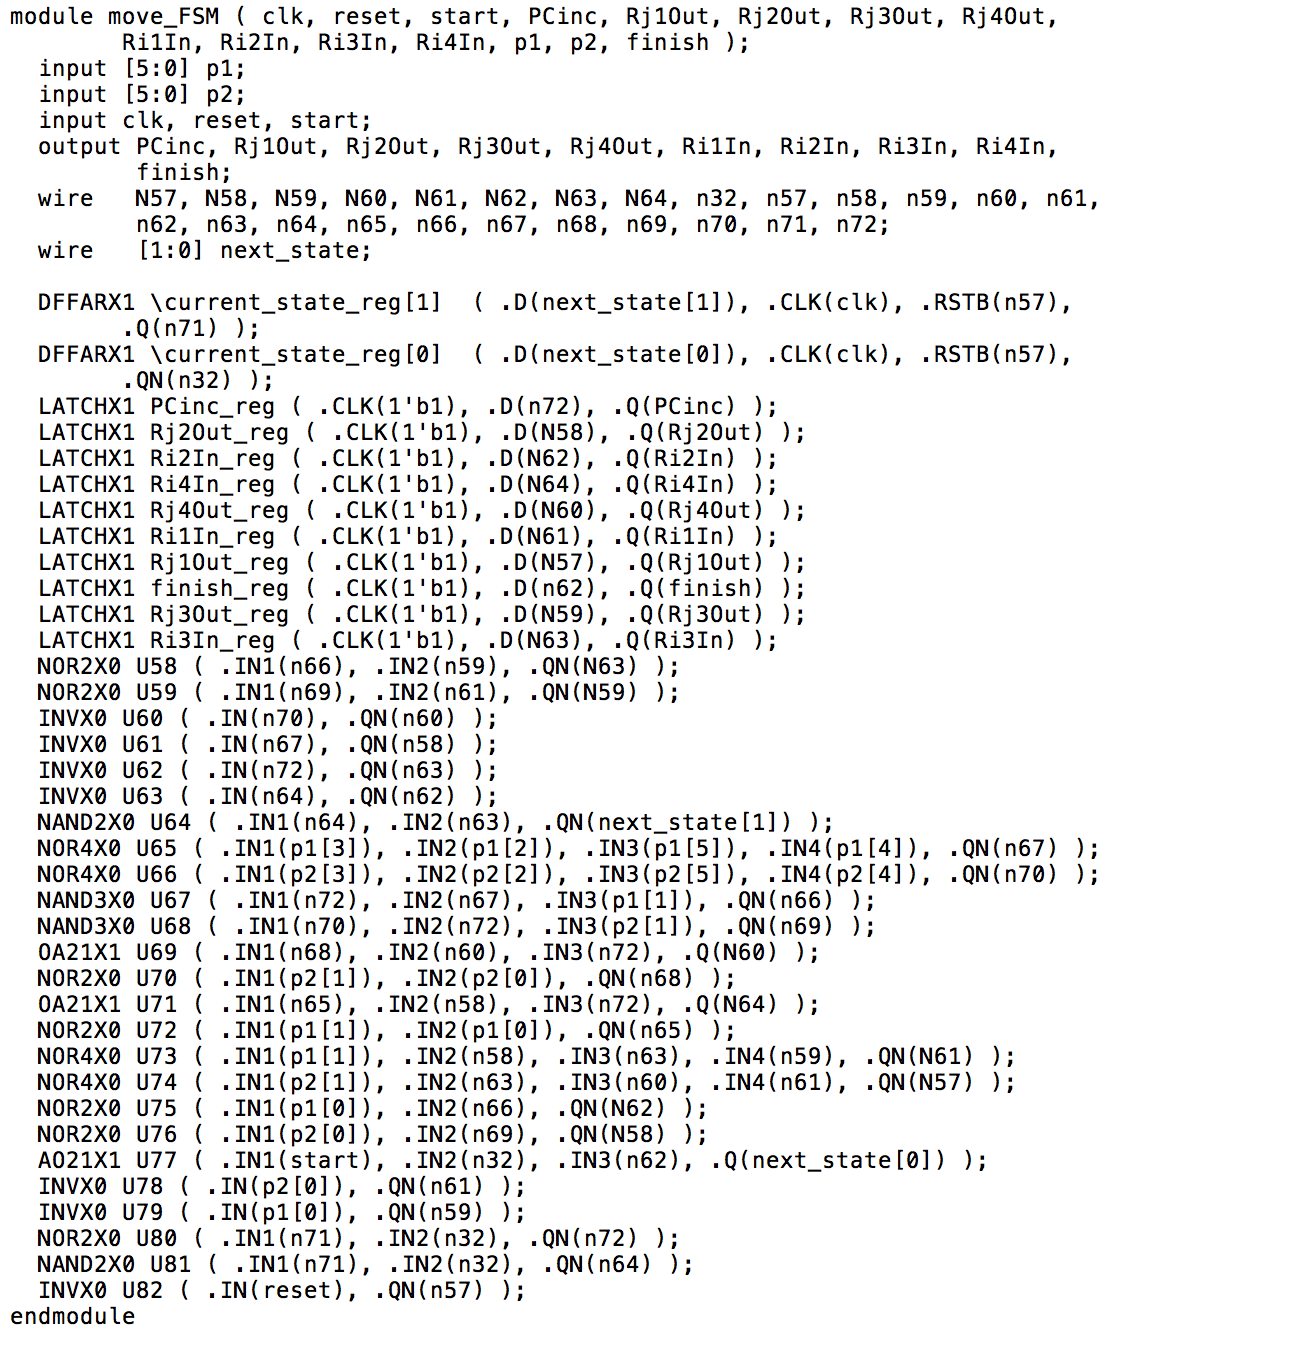 module move_FSM ( clk, reset, start, PCinc, Rj1Out, Rj2Out, Rj3Out, Rj4Out,
Ri1In, Ri2In, Ri3In, Ri4In, p1, p2, finish );
input [5:0] p1;
input [5:0] p2;
input clk, reset, start;
output PCinc, Rj1Out, Rj2Out, Rj3Out, Rj4Out, Ri1In, Ri2In, Ri3In, Ri4In,
finish;
wire   N57, N58, N59, N60, N61, N62, N63, N64, n32, n57, n58, n59, n60, n61,
n62, n63, n64, n65, n66, n67, n68, n69, n70, n71, n72;
wire   [1:0] next_state;
DFFARX1 \current_state_reg[1]  ( .D(next_state[1]), .CLK(clk), .RSTB(n57),
.Q(n71) );
DFFARX1 \current_state_reg[0]  ( .D(next_state[0]), .CLK(clk), .RSTB(n57),
.QN(n32) );
LATCHX1 PCinc_reg ( .CLK(1'b1), .D(n72), .Q(PCinc) );
LATCHX1 Rj2Out_reg ( .CLK(1'b1), .D(N58), .Q(Rj2Out) );
LATCHX1 Ri2In_reg ( .CLK(1'b1), .D(N62), .Q(Ri2In) );
LATCHX1 Ri4In_reg ( .CLK(1'b1), .D(N64), .Q(Ri4In) );
LATCHX1 Rj4Out_reg ( .CLK(1'b1), .D(N60), .Q(Rj4Out) );
LATCHX1 Ri1In_reg ( .CLK(1'b1), .D(N61), .Q(Ri1In) );
LATCHX1 Rj1Out_reg ( .CLK(1'b1), .D(N57), .Q(Rj1Out) );
LATCHX1 finish_reg ( .CLK(1'b1), .D(n62), .Q(finish) );
LATCHX1 Rj3Out_reg ( .CLK(1'b1), .D(N59), .Q(Rj3Out) );
LATCHX1 Ri3In_reg ( .CLK(1'b1), .D(N63), .Q(Ri3In) );
NOR2X0 U58 ( .IN1(n66), .IN2(n59), .QN(N63) );
NOR2X0 U59 ( .IN1(n69), .IN2(n61), .QN(N59) );
INVX0 U60 ( .IN(n70), .QN(n60) );
INVX0 U61 ( .IN(n67), .QN(n58) );
INVX0 U62 ( .IN(n72), .QN(n63) );
INVX0 U63 ( .IN(n64), .QN(n62) );
NAND2X0 U64 ( .IN1(n64), .IN2(n63), .QN(next_state[1]) );
NOR4X0 U65 ( .IN1(p1[3]), .IN2(p1[2]), .IN3(p1[5]), .IN4(p1[4]), .QN(n67) );
NOR4X0 U66 ( .IN1(p2[3]), .IN2(p2[2]), .IN3(p2[5]), .IN4(p2[4]), .QN(n70) );
NAND3X0 U67 ( .IN1(n72), .IN2(n67), .IN3(p1[1]), .QN(n66) );
NAND3X0 U68 ( .IN1(n70), .IN2(n72), .IN3(p2[1]), .QN(n69) );
OA21X1 U69 ( .IN1(n68), .IN2(n60), .IN3(n72), .Q(N60) );
NOR2X0 U70 ( .IN1(p2[1]), .IN2(p2[0]), .QN(n68) );
OA21X1 U71 ( .IN1(n65), .IN2(n58), .IN3(n72), .Q(N64) );
NOR2X0 U72 ( .IN1(p1[1]), .IN2(p1[0]), .QN(n65) );
NOR4X0 U73 ( .IN1(p1[1]), .IN2(n58), .IN3(n63), .IN4(n59), .QN(N61) );
NOR4X0 U74 ( .IN1(p2[1]), .IN2(n63), .IN3(n60), .IN4(n61), .QN(N57) );
NOR2X0 U75 ( .IN1(p1[0]), .IN2(n66), .QN(N62) );
NOR2X0 U76 ( .IN1(p2[0]), .IN2(n69), .QN(N58) );
AO21X1 U77 ( .IN1(start), .IN2(n32), .IN3(n62), .Q(next_state[0]) );
INVX0 U78 ( .IN(p2[0]), .QN(n61) );
INVX0 U79 ( .IN(p1[0]), .QN(n59) );
NOR2X0 U80 ( .IN1(n71), .IN2(n32), .QN(n72) );
NAND2X0 U81 ( .IN1(n71), .IN2(n32), .QN(n64) );
INVX0 U82 ( .IN(reset), .QN(n57) );
endmodule